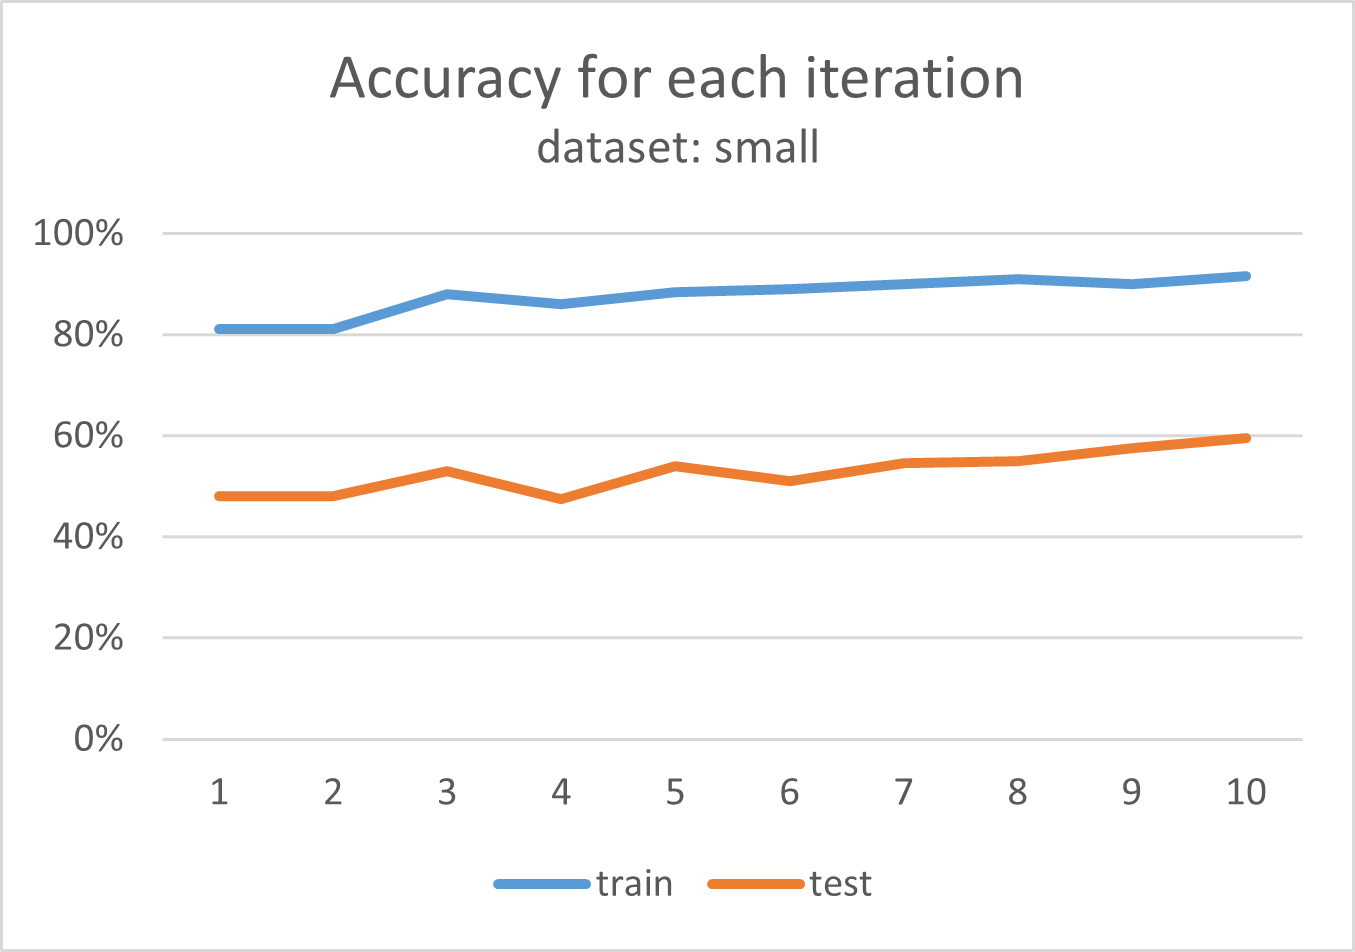 Accuracy for each iteration
dataset: small
100%
80%
60%
40%
20%
0%
1 2 3 4 5 6 7 8 9 10
train test